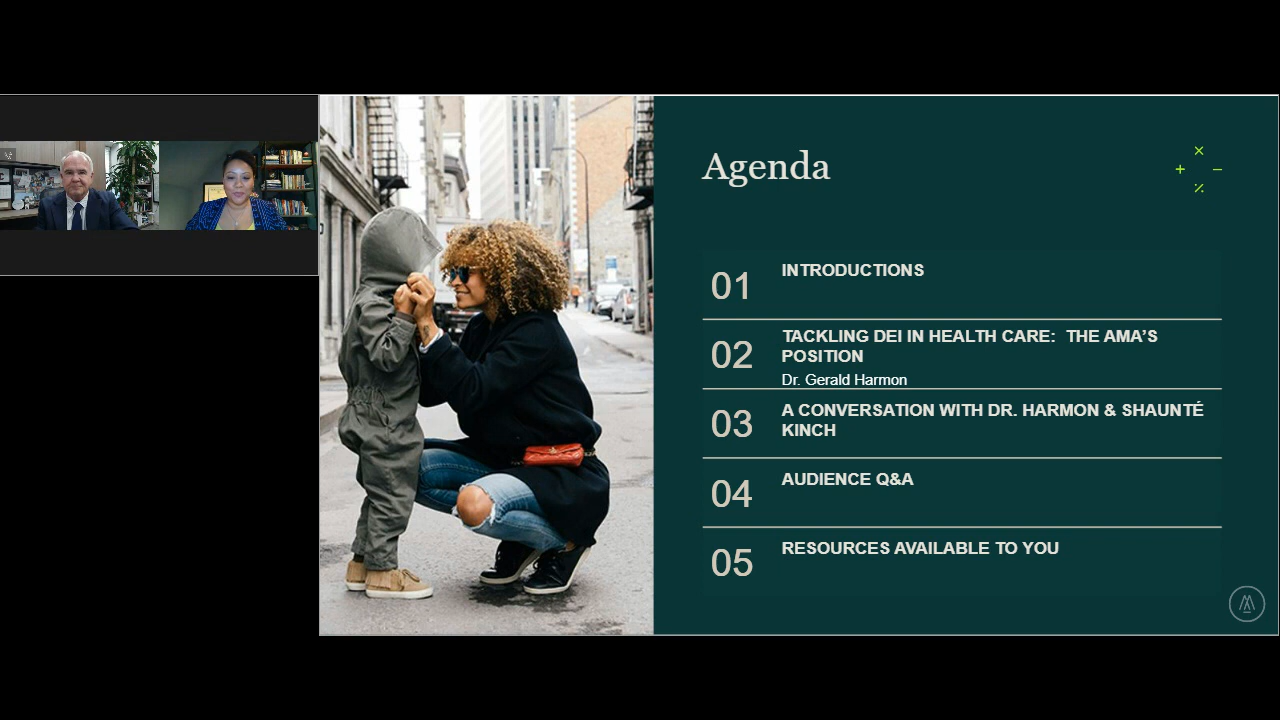 Agenda
01
INTRODUCTIONS
02
TACKLING DEI IN HEALTH CARE:  THE AMA'S
POSITION
Dr. Gerald Harmon
03
A CONVERSATION WITH DR. HARMON & SHAUNTÉ
KINCH
04
AUDIENCE Q&A
05
RESOURCES AVAILABLE TO YOU